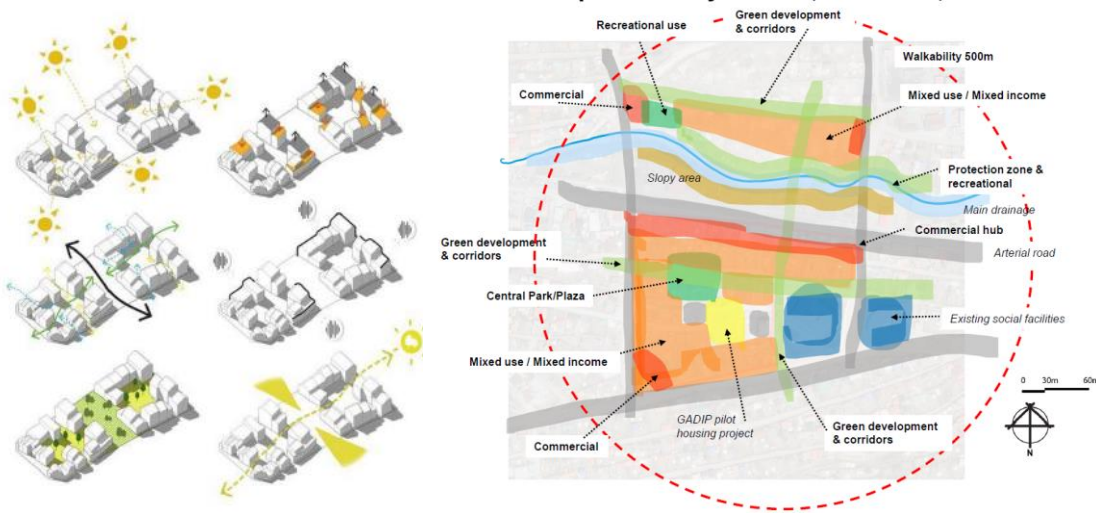 Recreational use
Green development
& corridors
Walkability 500m
Commercial
Mixed use / Mixed income
Slopy area
Protection zone &
recreational
Main drainage
Commercial hub
Arterial road
Green development
& corridors
Central Park/Plaza
Existing social facilities
Mixed use / Mixed income
0 30m 60m
GADIP pilot
housing project
Green development
& corridors
Commercial
N